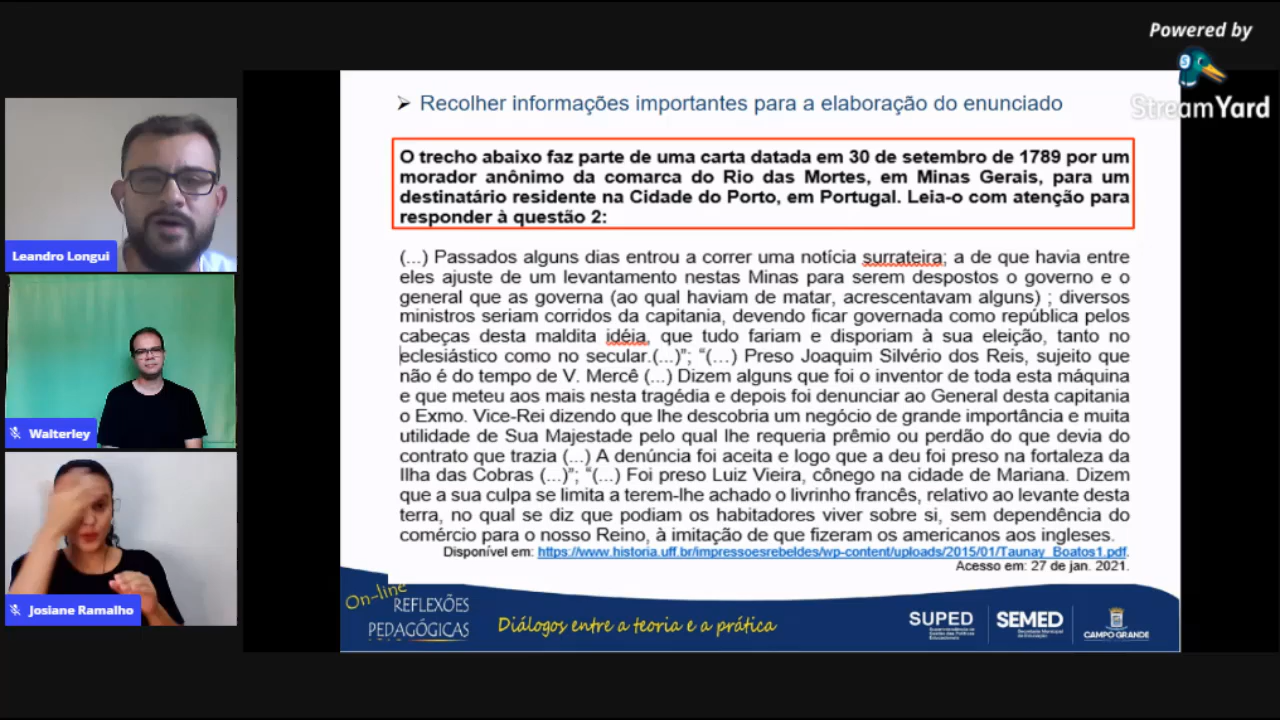 Powered by
StreamYard
Leandro Longui
Walterley
Josiane Ramalho
➢ Recolher informações importantes para a elaboração do enunciado
O trecho abaixo faz parte de uma carta datada em 30 de setembro de 1789 por um
morador anônimo da comarca do Rio das Mortes, em Minas Gerais, para um
destinatário residente na Cidade do Porto, em Portugal. Leia-o com atenção para
responder à questão 2:
(...) Passados alguns dias entrou a correr uma notícia surrateira; a de que havia entre
eles ajuste de um levantamento nestas Minas para serem despostos o governo e o
general que as governa (ao qual haviam de matar, acrescentavam alguns) ; diversos
ministros seriam corridos da capitania, devendo ficar governada como república pelos
cabeças desta maldita idéia, que tudo fariam e disporiam à sua eleição, tanto no
eclesiástico como no secular.(...)”; “(...) Preso Joaquim Silvério dos Reis, sujeito que
não é do tempo de V. Mercê (...) Dizem alguns que foi o inventor de toda esta máquina
e que meteu aos mais nesta tragédia e depois foi denunciar ao General desta capitania
o Exmo. Vice-Rei dizendo que lhe descobria um negócio de grande importância e muita
utilidade de Sua Majestade pelo qual lhe requeria prêmio ou perdão do que devia do
contrato que trazia (...) A denúncia foi aceita e logo que a deu foi preso na fortaleza da
Ilha das Cobras (...)”; “(...) Foi preso Luiz Vieira, cônego na cidade de Mariana. Dizem
que a sua culpa se limita a terem-lhe achado o livrinho francês, relativo ao levante desta
terra, no qual se diz que podiam os habitadores viver sobre si, sem dependência do
comércio para o nosso Reino, à imitação de que fizeram os americanos aos ingleses.
Disponível em: https://www.historia.uff.br/impressoesrebeldes/wp-content/uploads/2015/01/Taunay_Boatos1.pdf.
Acesso em: 27 de jan. 2021.
On-line
REFLEXÕES
PEDAGÓGICAS
Diálogos entre a teoria e a prática
SUPED
SEMED
CAMPO GRANDE